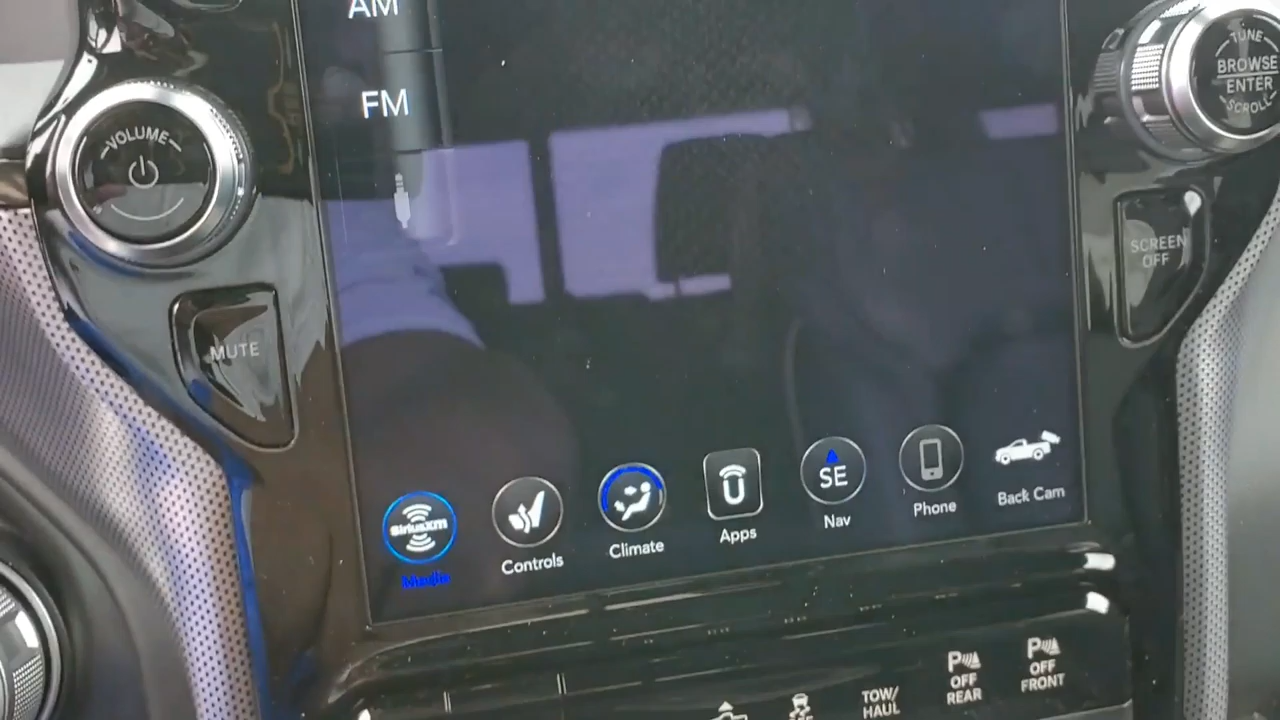 AM
FM
VOLUME
MUTE
TUNE
BROWSE
ENTER
SCROLL
SCREEN
OFF
SiriusXM
Controls
Climate
Apps
SE
Nav
Phone
Back Cam
TOW/
HAUL
P
OFF
REAR
P
OFF
FRONT